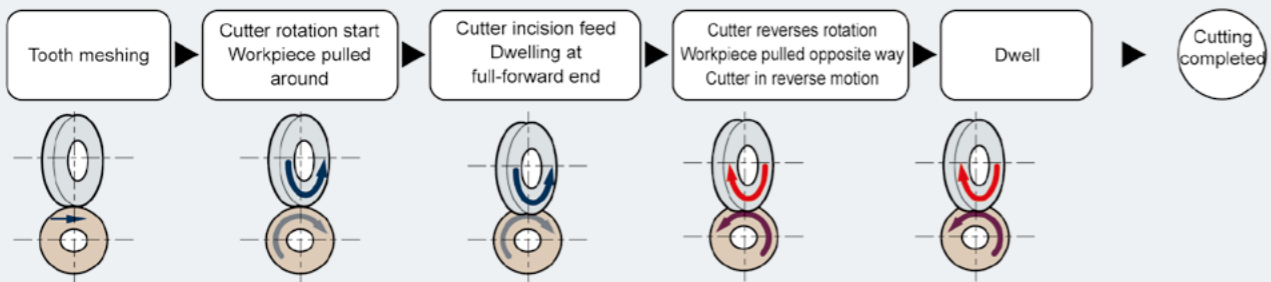 Tooth meshing
Cutter rotation start
Workpiece pulled
around
Cutter incision feed
Dwelling at
full-forward end
Cutter reverses rotation
Workpiece pulled opposite way
Cutter in reverse motion
Dwell
Cutting
completed